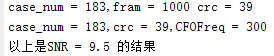 case_num = 183,fram = 1000 crc = 39
case_num = 183,crc = 39,CFOFreq = 300
以上是SNR = 9.5 的结果